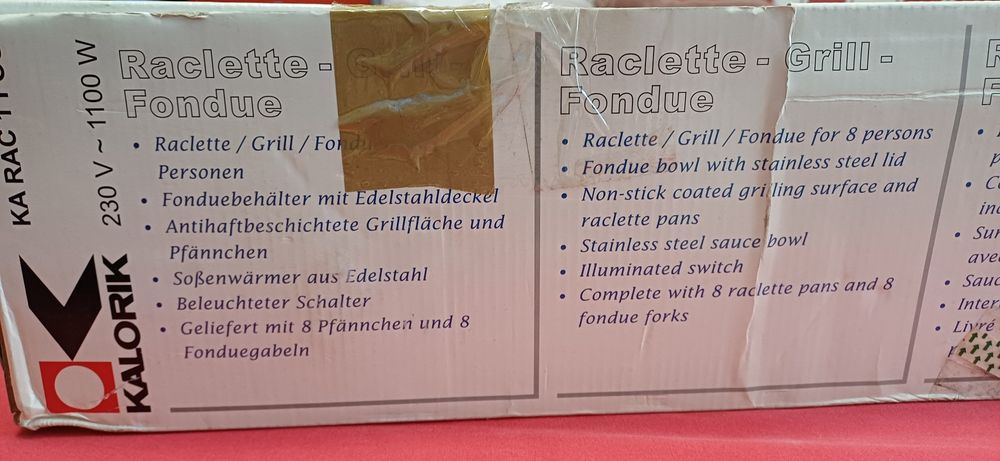 KA RAC 11
230 V ~ 1100 W
KALORIK
Raclette -
Fondue
• Raclette / Grill / Fond
Personen
• Fonduebehälter mit Edelstahldeckel
• Antihaftbeschichtete Grillfläche und
Pfännchen
• Soßenwärmer aus Edelstahl
• Beleuchteter Schalter
• Geliefert mit 8 Pfännchen und 8
Fonduegabeln
Raclette - Grill -
Fondue
• Raclette / Grill / Fondue for 8 persons
• Fondue bowl with stainless steel lid
• Non-stick coated grilling surface and
raclette pans
• Stainless steel sauce bowl
• Illuminated switch
• Complete with 8 raclette pans and 8
fondue forks
• Livré